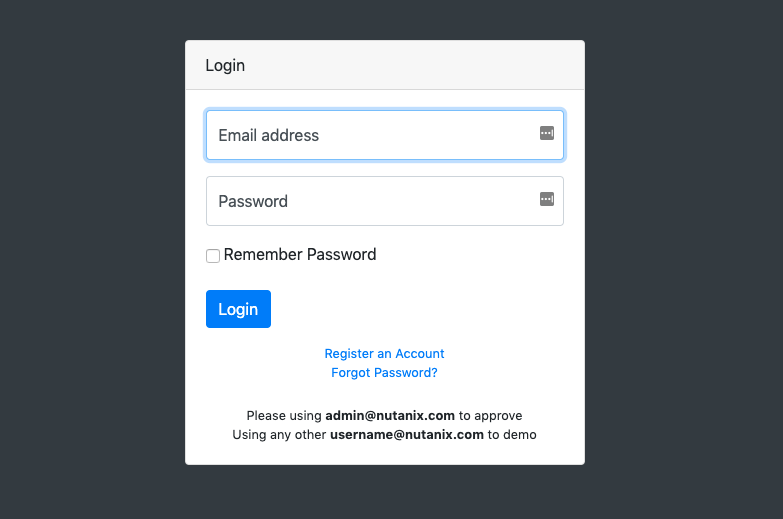 Login
Email address
Password
Remember Password
Login
Register an Account
Forgot Password?
Please using admin@nutanix.com to approve
Using any other username@nutanix.com to demo